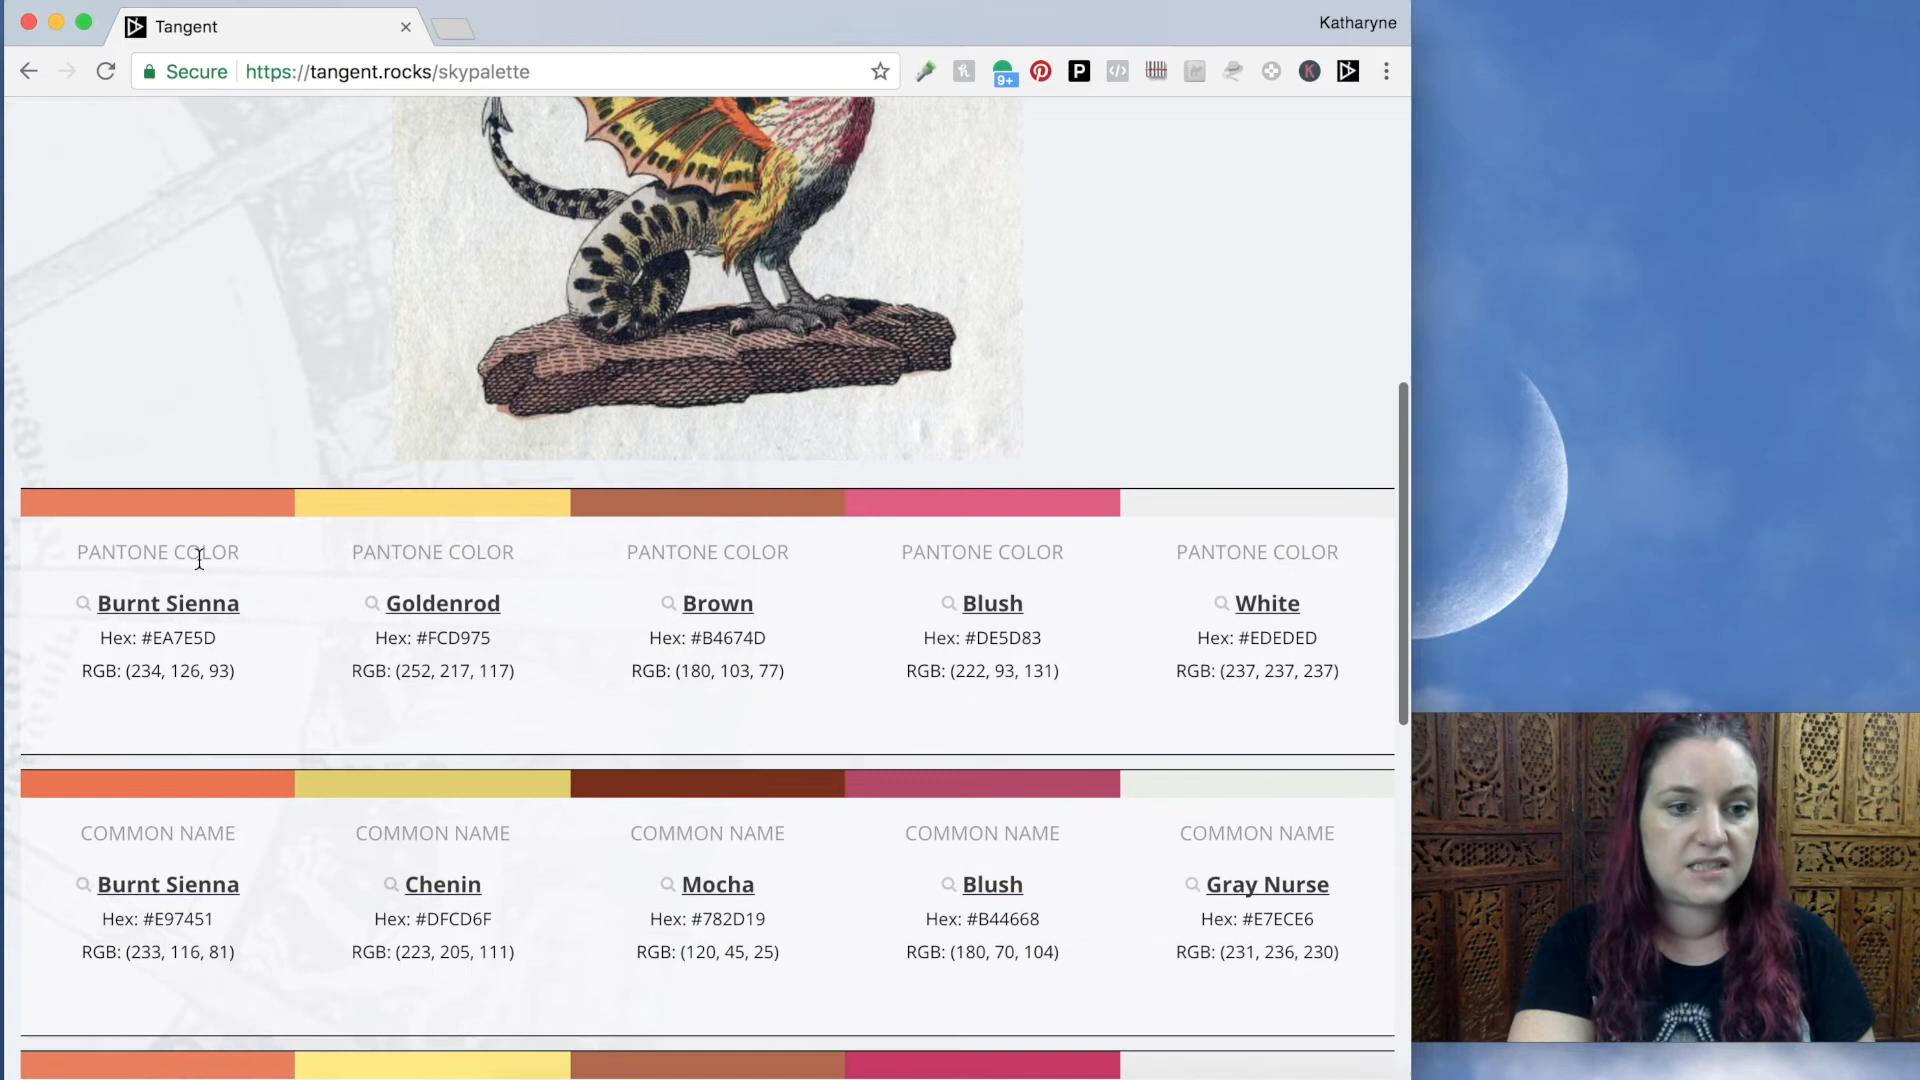 Tangent
Katharyne
Secure https://tangent.rocks/skypalette
9+
PANTONE COLOR PANTONE COLOR PANTONE COLOR PANTONE COLOR PANTONE COLOR
Burnt Sienna Goldenrod Brown Blush White
Hex: #EA7E5D Hex: #FCD975 Hex: #B4674D Hex: #DE5D83 Hex: #EDEDED
RGB: (234, 126, 93) RGB: (252, 217, 117) RGB: (180, 103, 77) RGB: (222, 93, 131) RGB: (237, 237, 237)
COMMON NAME COMMON NAME COMMON NAME COMMON NAME COMMON NAME
Burnt Sienna Chenin Mocha Blush Gray Nurse
Hex: #E97451 Hex: #DFCD6F Hex: #782D19 Hex: #B44668 Hex: #E7ECE6
RGB: (233, 116, 81) RGB: (223, 205, 111) RGB: (120, 45, 25) RGB: (180, 70, 104) RGB: (231, 236, 230)